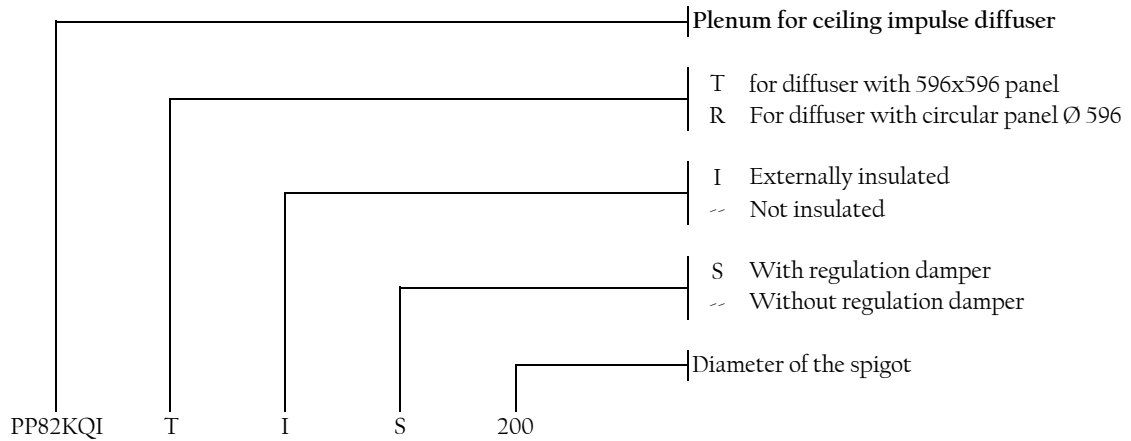 Plenum for ceiling impulse diffuser
T for diffuser with 596x596 panel
R For diffuser with circular panel Ø 596
I Externally insulated
-- Not insulated
S With regulation damper
-- Without regulation damper
Diameter of the spigot
PP82KQI T I S 200